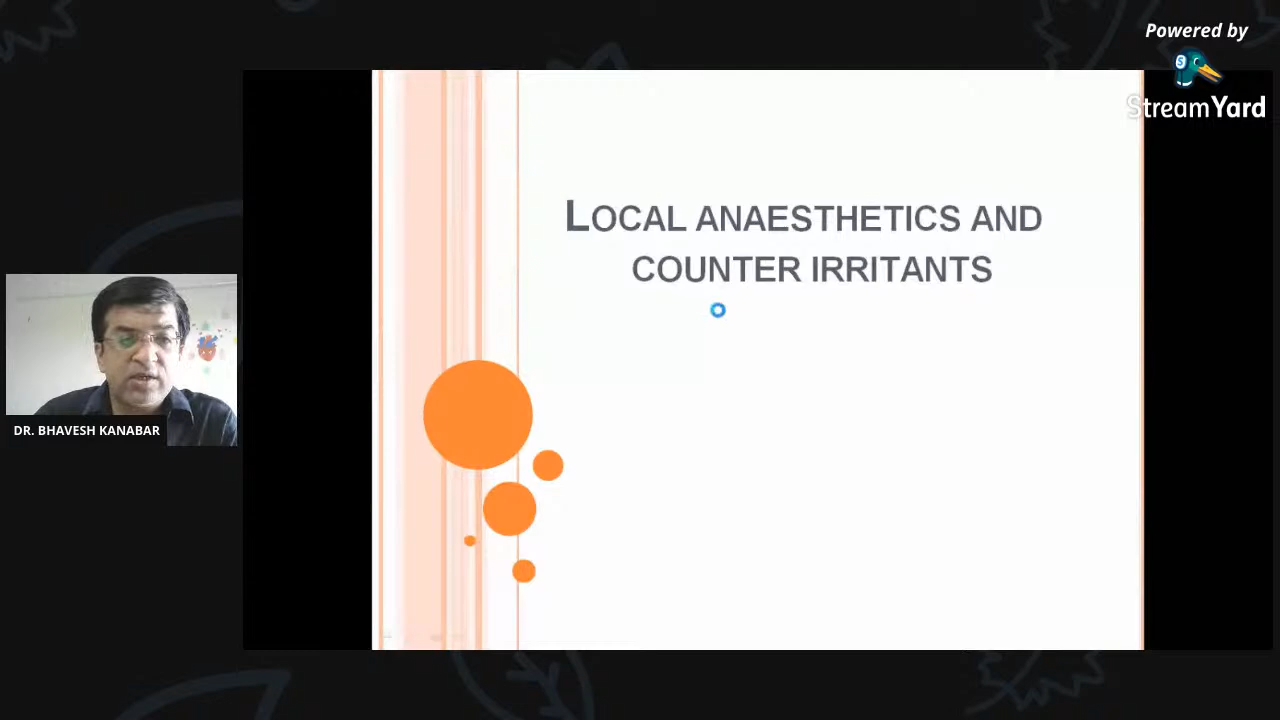 Powered by
StreamYard
LOCAL ANAESTHETICS AND
COUNTER IRRITANTS
DR. BHAVESH KANABAR